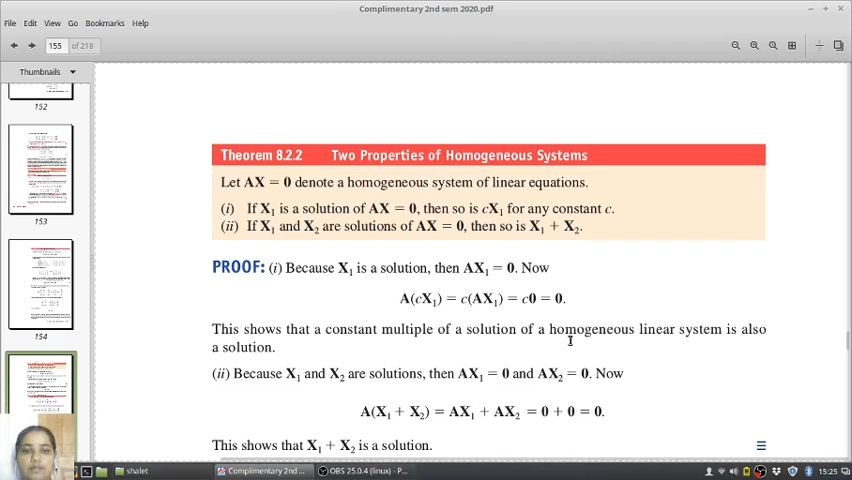 Complimentary 2nd sem 2020.pdf
File Edit View Go Bookmarks Help
155 of 218
Thumbnails
152
153
154
Theorem 8.2.2 Two Properties of Homogeneous Systems
Let AX = 0 denote a homogeneous system of linear equations.
(i) If X₁ is a solution of AX = 0, then so is cX₁ for any constant c.
(ii) If X₁ and X₂ are solutions of AX = 0, then so is X₁ + X₂.
PROOF: (i) Because X₁ is a solution, then AX₁ = 0. Now
A(cX₁) = c(AX₁) = c0 = 0.
This shows that a constant multiple of a solution of a homogeneous linear system is also
a solution.
(ii) Because X₁ and X₂ are solutions, then AX₁ = 0 and AX₂ = 0. Now
A(X₁ + X₂) = AX₁ + AX₂ = 0 + 0 = 0.
This shows that X₁ + X₂ is a solution.
shalet Complimentary 2nd ... OBS 25.0.4 (linux) - P... 15:25